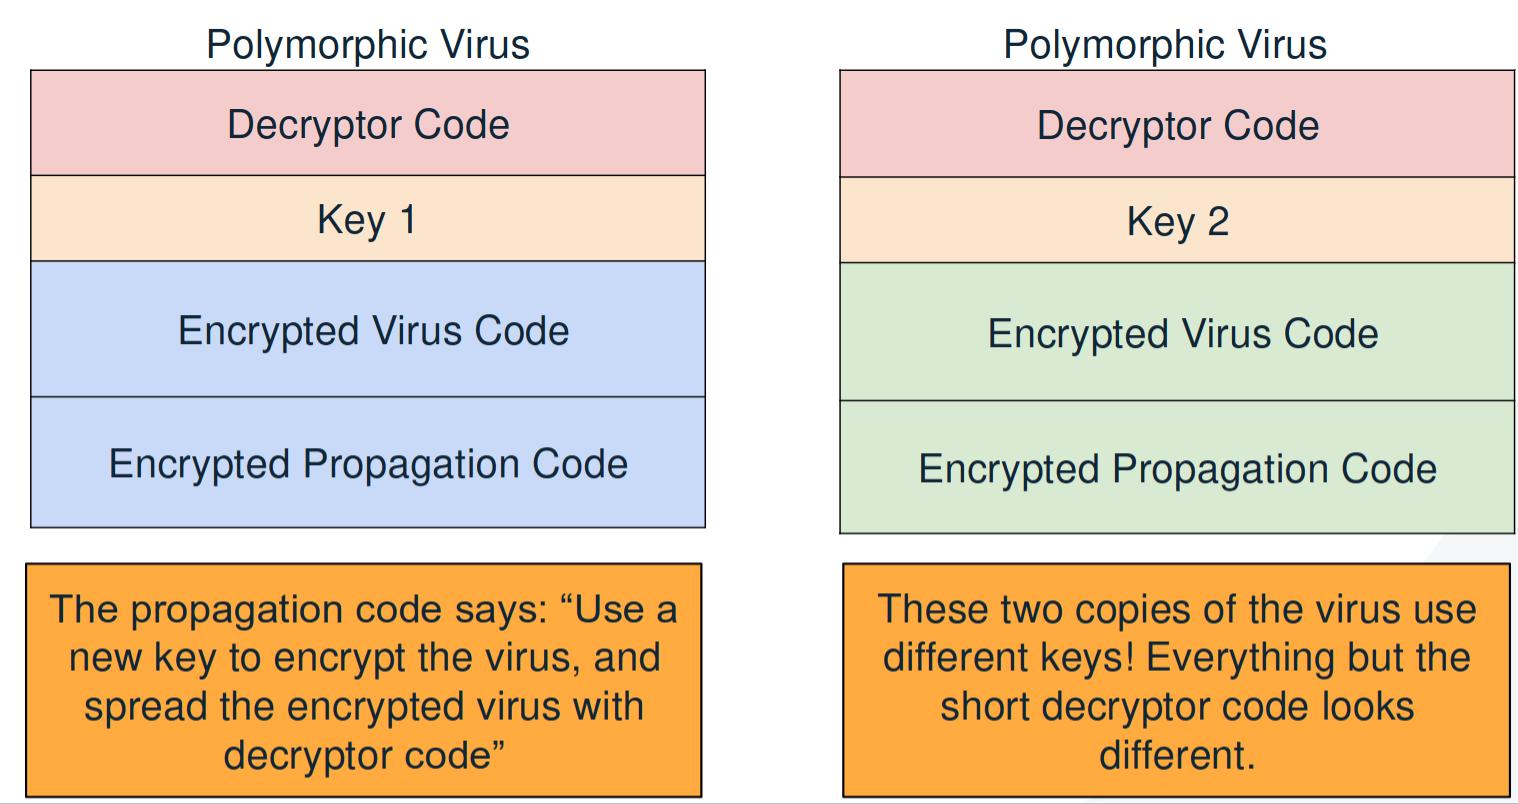 Polymorphic Virus
Decryptor Code
Key 1
Encrypted Virus Code
Encrypted Propagation Code
The propagation code says: “Use a
new key to encrypt the virus, and
spread the encrypted virus with
decryptor code”
Polymorphic Virus
Decryptor Code
Key 2
Encrypted Virus Code
Encrypted Propagation Code
These two copies of the virus use
different keys! Everything but the
short decryptor code looks
different.